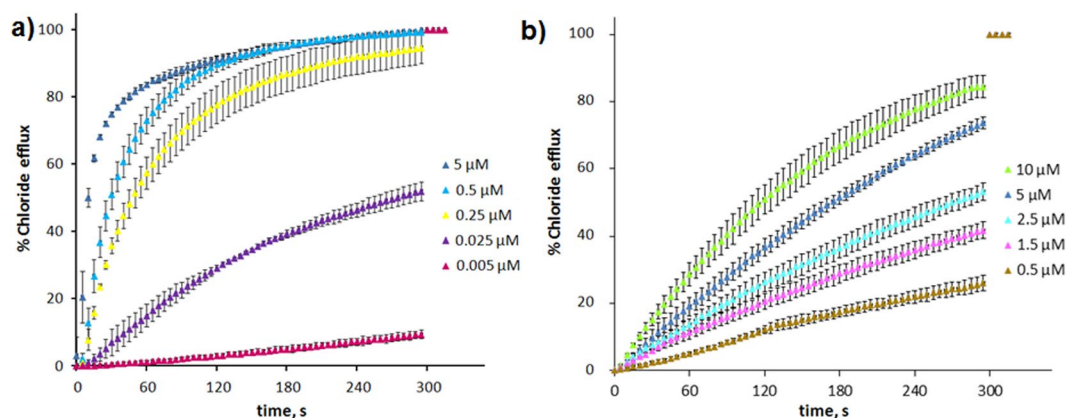 a)
% Chloride efflux
100
80
60
40
20
0
0 60 120 180 240 300
time, s
5 µM
0.5 µM
0.25 µM
0.025 µM
0.005 µM
b)
% Chloride efflux
100
80
60
40
20
0
0 60 120 180 240 300
time, s
10 µM
5 µM
2.5 µM
1.5 µM
0.5 µM